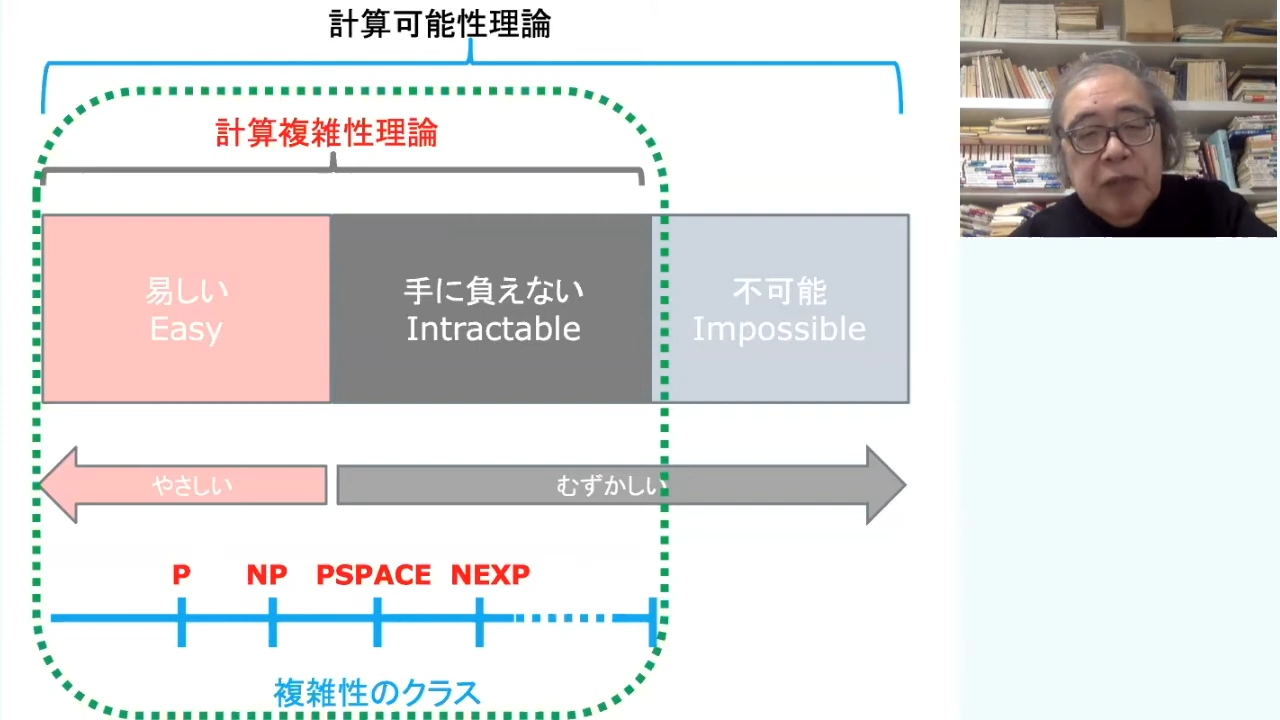 計算可能性理論
計算複雑性理論
易しい
Easy
手に負えない
Intractable
不可能
Impossible
やさしい
むずかしい
P NP PSPACE NEXP
複雑性のクラス